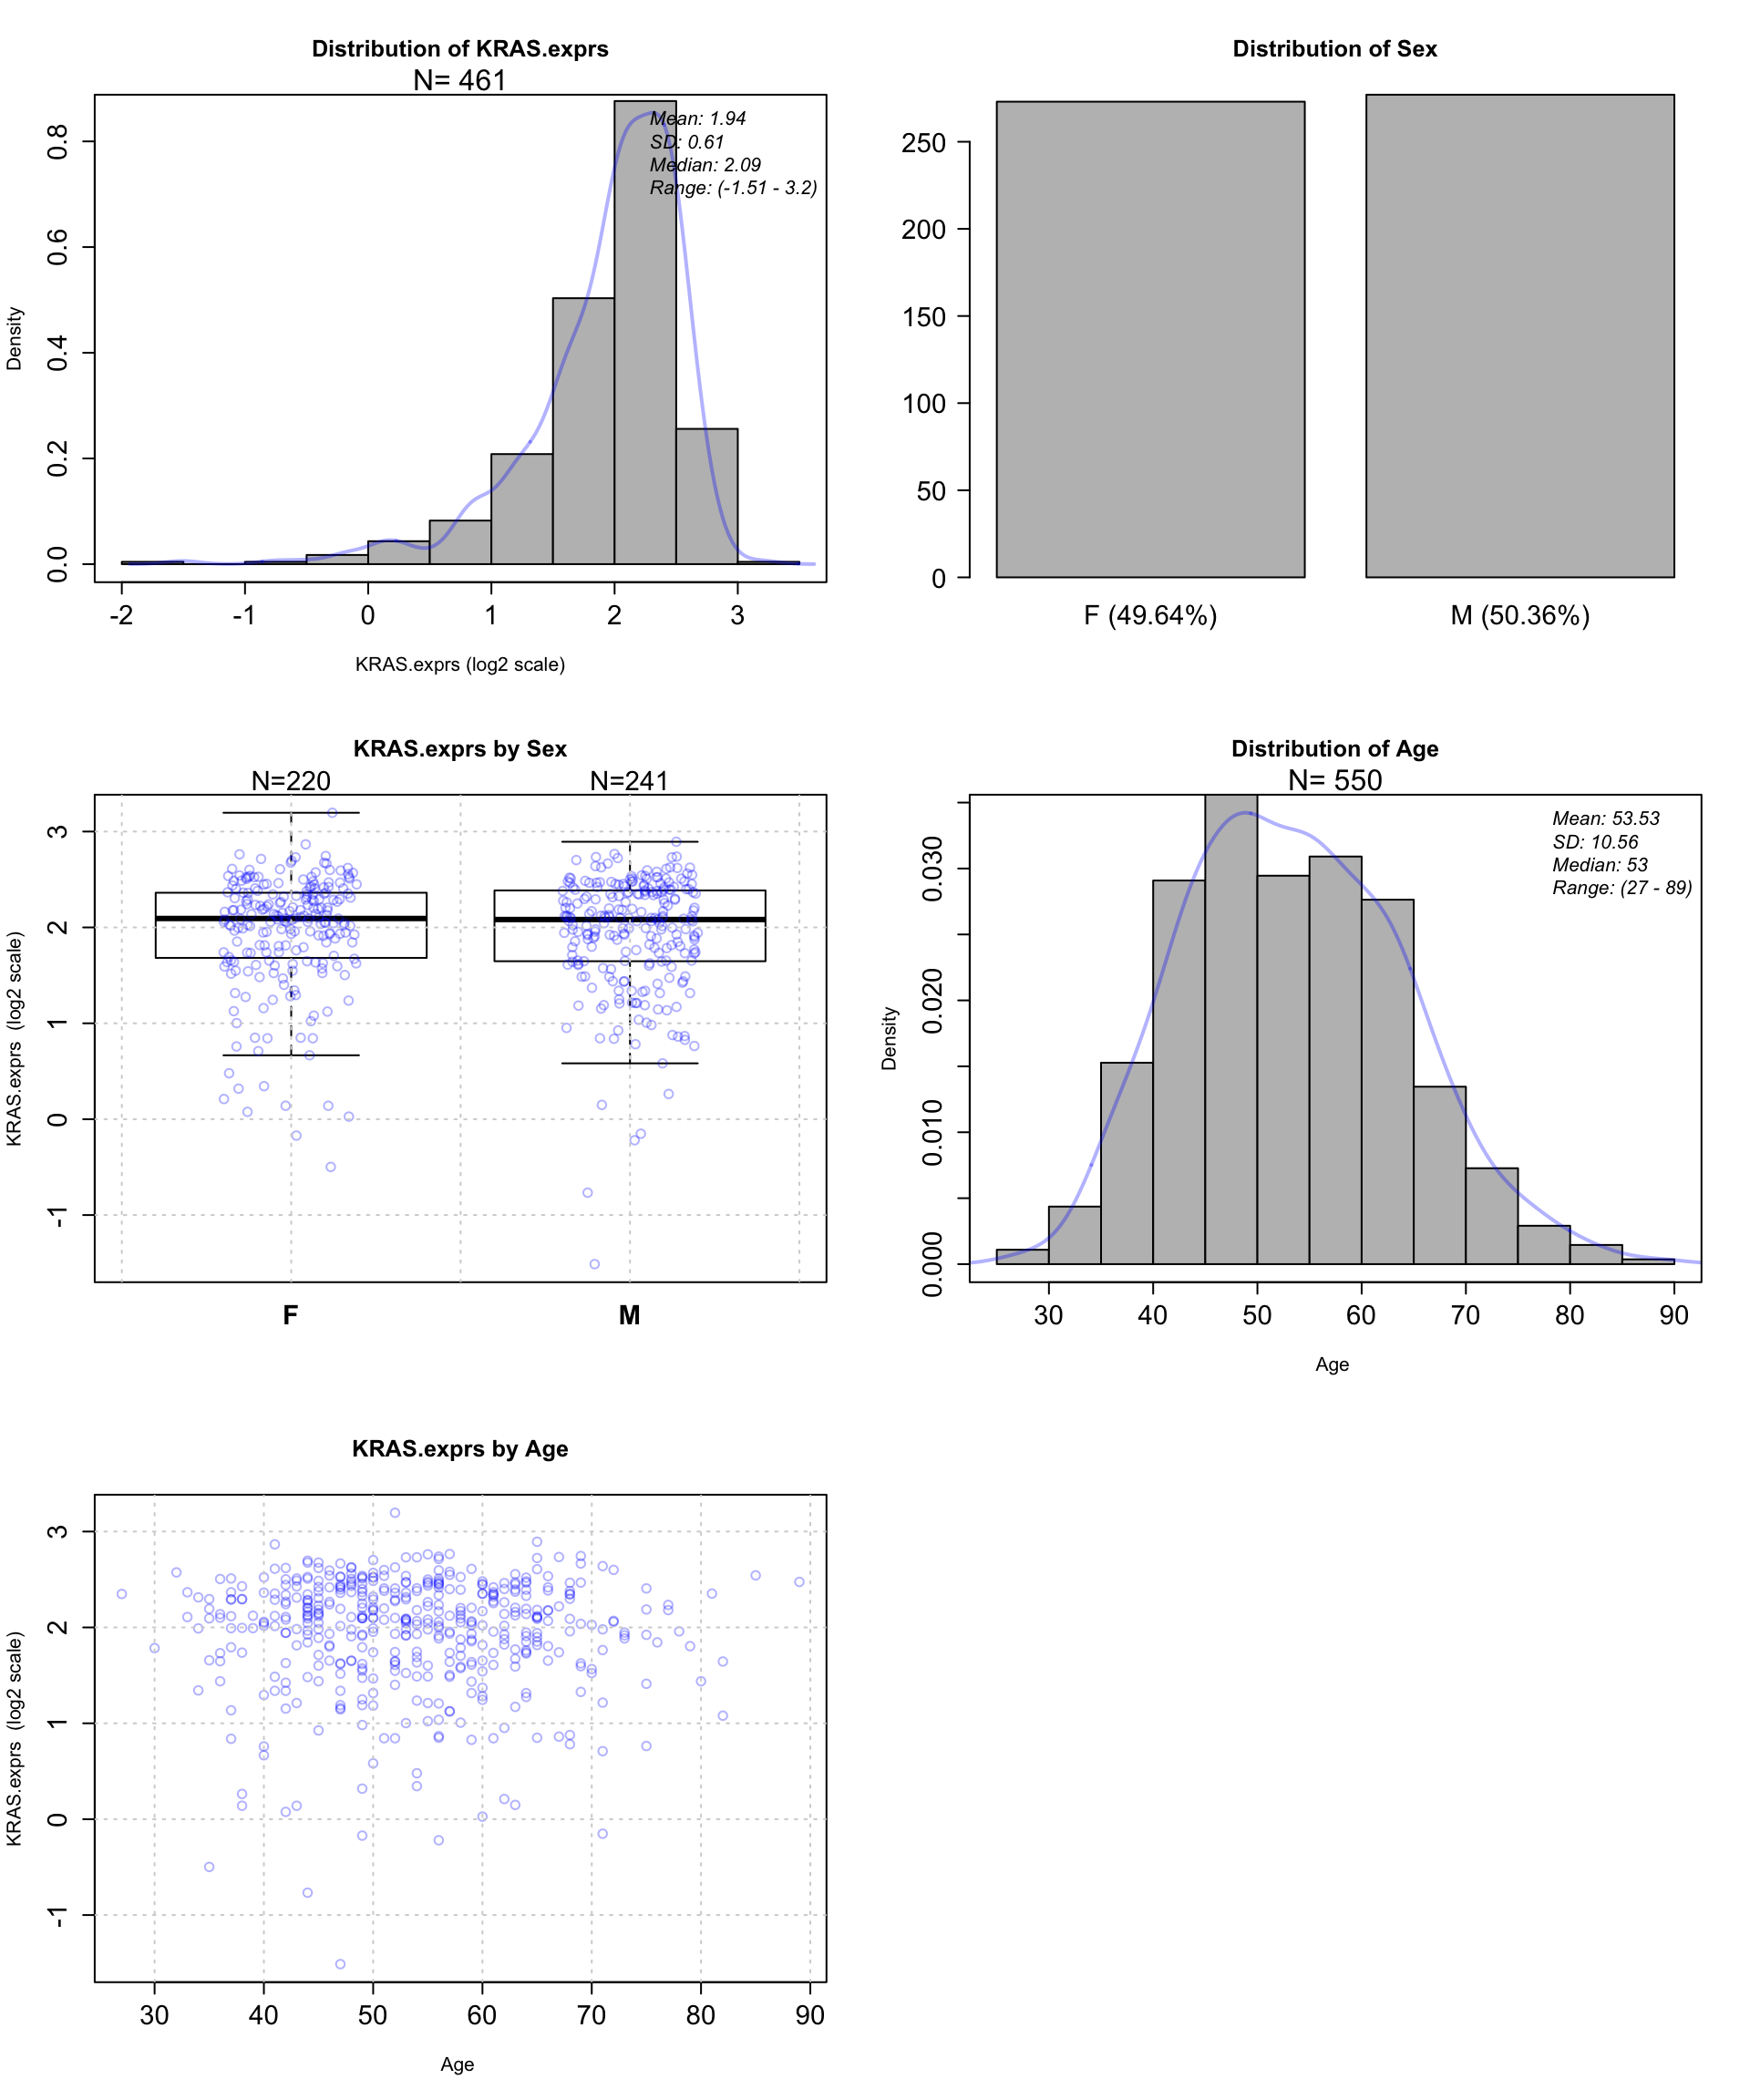 Distribution of KRAS.exprs
N= 461
Mean: 1.94
SD: 0.61
Median: 2.09
Range: (-1.51 - 3.2)
Density
0.0 0.2 0.4 0.6 0.8
-2 -1 0 1 2 3
KRAS.exprs (log2 scale)
Distribution of Sex
250
200
150
100
50
0
F (49.64%) M (50.36%)
KRAS.exprs by Sex
N=220 N=241
KRAS.exprs (log2 scale)
-1 0 1 2 3
F M
Distribution of Age
N= 550
Mean: 53.53
SD: 10.56
Median: 53
Range: (27 - 89)
Density
0.000 0.010 0.020 0.030
30 40 50 60 70 80 90
Age
KRAS.exprs by Age
KRAS.exprs (log2 scale)
-1 0 1 2 3
30 40 50 60 70 80 90
Age